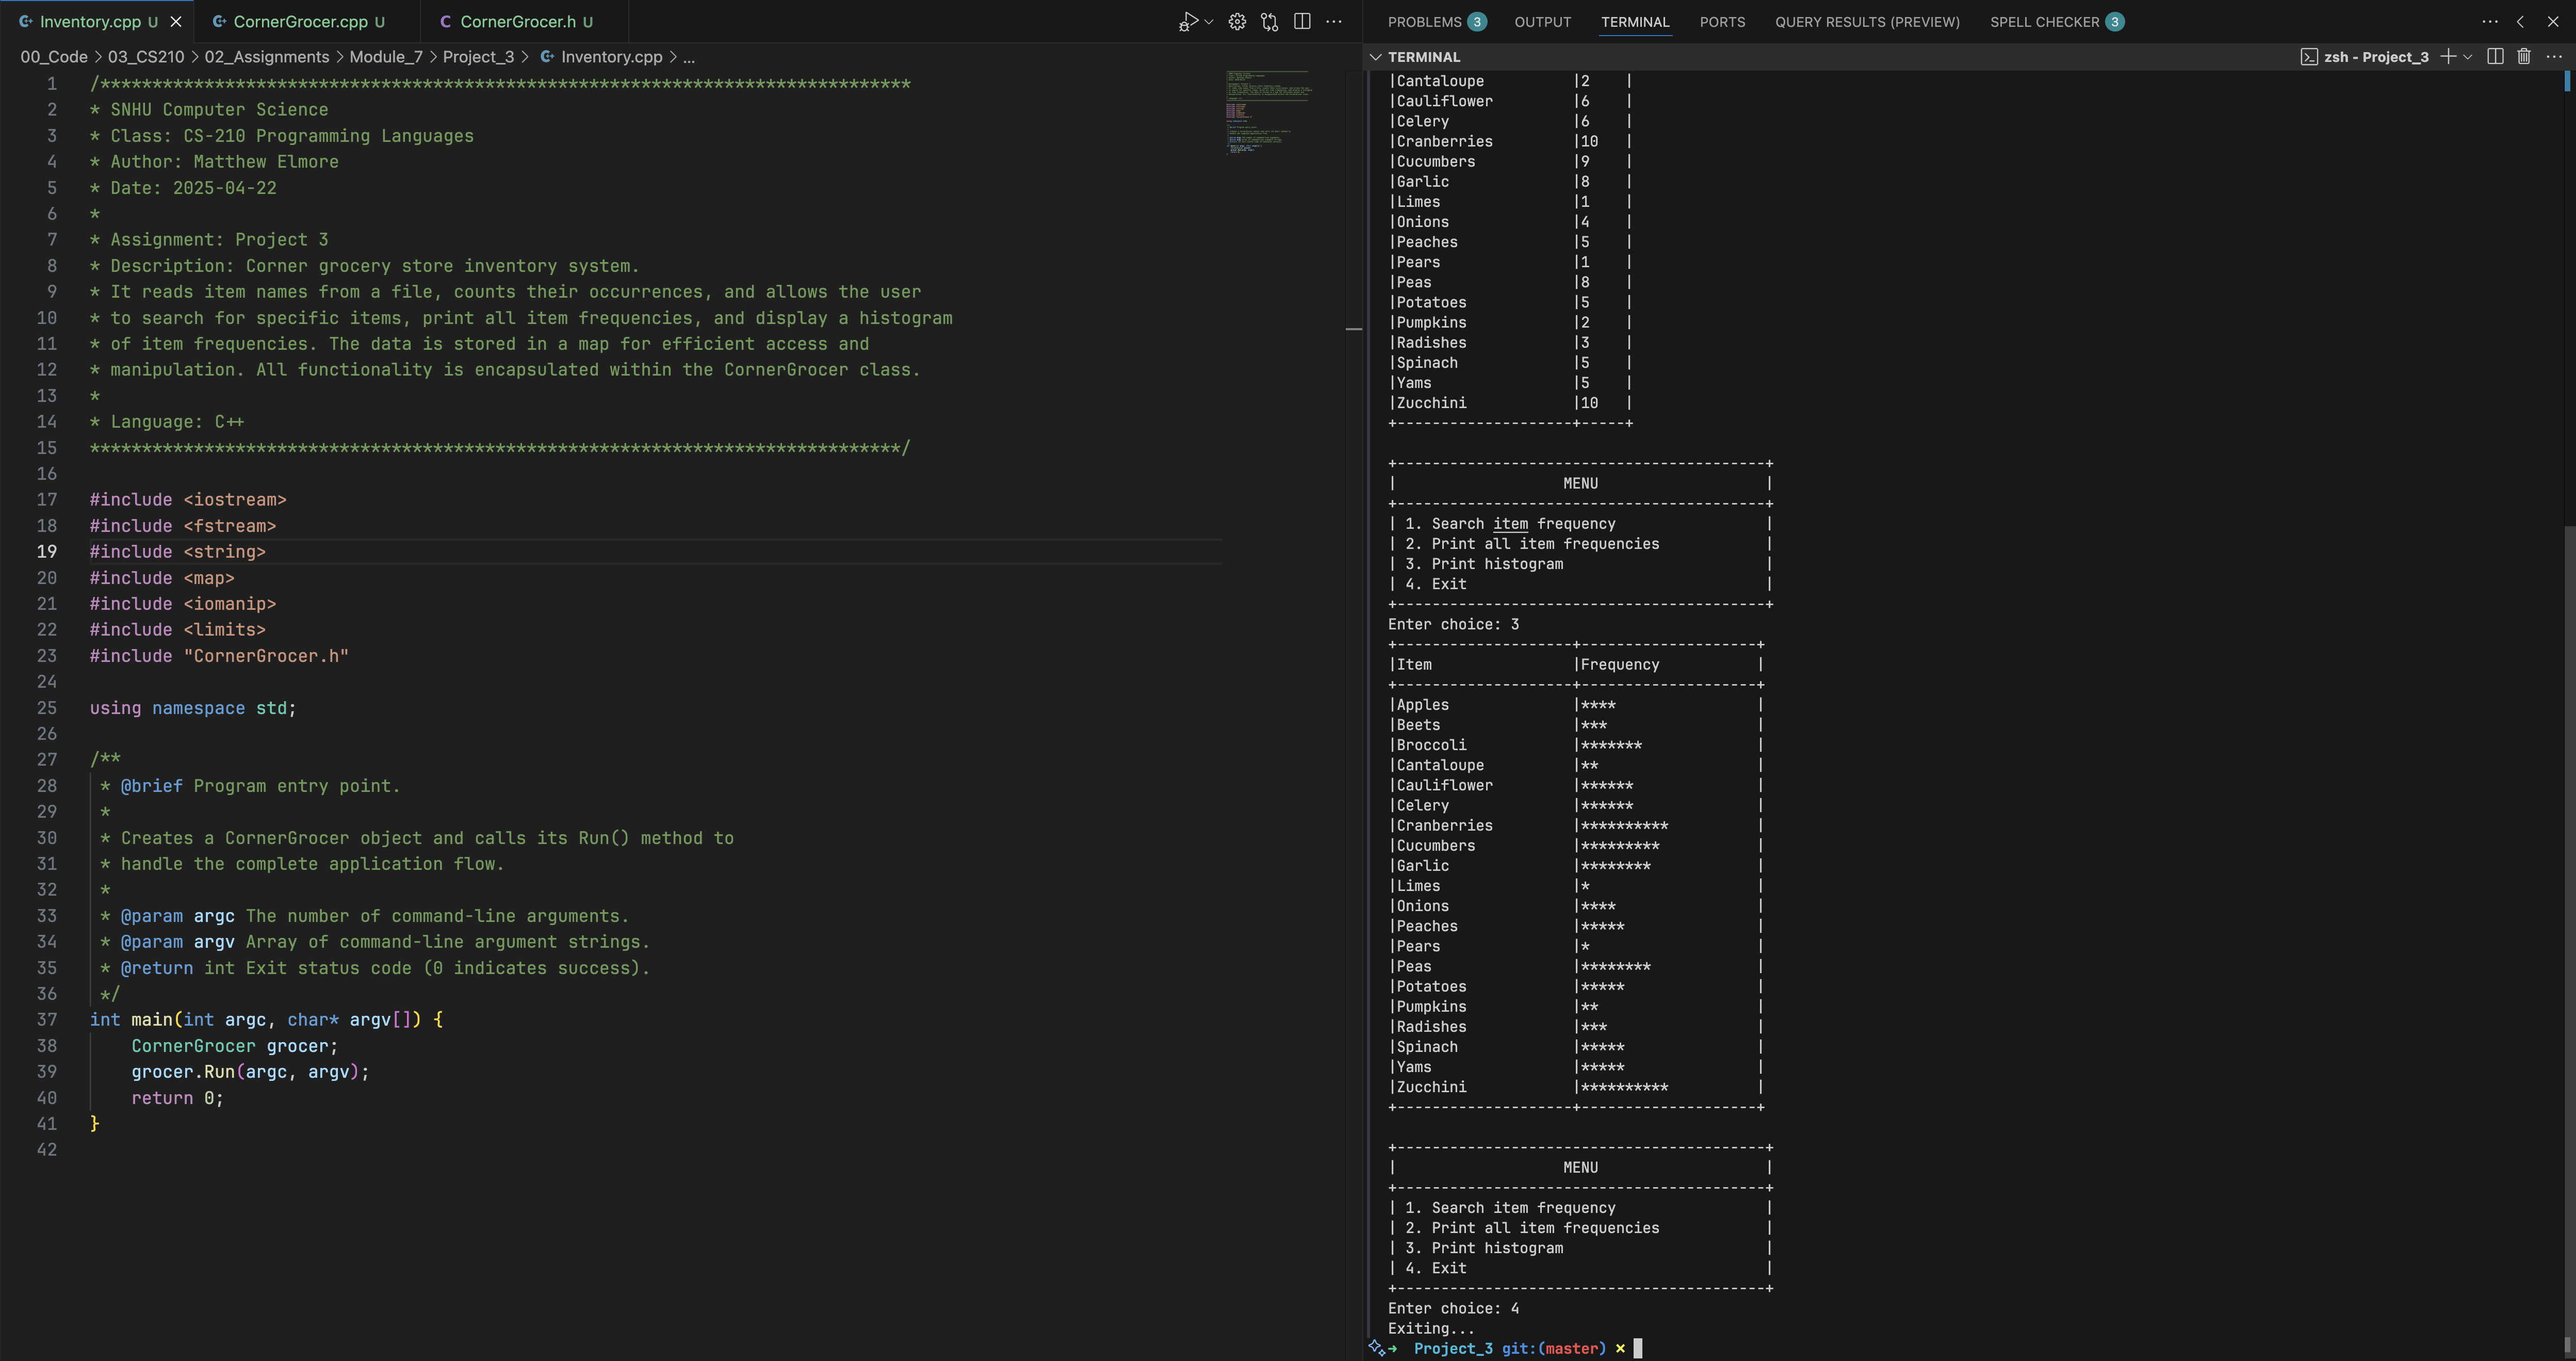 Inventory.cpp U
CornerGrocer.cpp U
CornerGrocer.h U
00_Code > 03_CS210 > 02_Assignments > Module_7 > Project_3 > Inventory.cpp > ...
1 /******************************************************************************
2 * SNHU Computer Science
3 * Class: CS-210 Programming Languages
4 * Author: Matthew Elmore
5 * Date: 2025-04-22
6 *
7 * Assignment: Project 3
8 * Description: Corner grocery store inventory system.
9 * It reads item names from a file, counts their occurrences, and allows the user
10 * to search for specific items, print all item frequencies, and display a histogram
11 * of item frequencies. The data is stored in a map for efficient access and
12 * manipulation. All functionality is encapsulated within the CornerGrocer class.
13 *
14 * Language: C++
15 ******************************************************************************/
16
17 #include <iostream>
18 #include <fstream>
19 #include <string>
20 #include <map>
21 #include <iomanip>
22 #include <limits>
23 #include "CornerGrocer.h"
24
25 using namespace std;
26
27 /**
28 * @brief Program entry point.
29 *
30 * Creates a CornerGrocer object and calls its Run() method to
31 * handle the complete application flow.
32 *
33 * @param argc The number of command-line arguments.
34 * @param argv Array of command-line argument strings.
35 * @return int Exit status code (0 indicates success).
36 */
37 int main(int argc, char* argv[]) {
38     CornerGrocer grocer;
39     grocer.Run(argc, argv);
40     return 0;
41 }
42
PROBLEMS 3 OUTPUT TERMINAL PORTS QUERY RESULTS (PREVIEW) SPELL CHECKER 3
TERMINAL
zsh - Project_3
|Cantaloupe          |2    |
|Cauliflower         |6    |
|Celery              |6    |
|Cranberries         |10   |
|Cucumbers           |9    |
|Garlic              |8    |
|Limes               |1    |
|Onions              |4    |
|Peaches             |5    |
|Pears               |1    |
|Peas                |8    |
|Potatoes            |5    |
|Pumpkins            |2    |
|Radishes            |3    |
|Spinach             |5    |
|Yams                |5    |
|Zucchini            |10   |
+--------------------+-----+
+------------------------------------------+
|                   MENU                   |
+------------------------------------------+
| 1. Search item frequency                 |
| 2. Print all item frequencies            |
| 3. Print histogram                       |
| 4. Exit                                  |
+------------------------------------------+
Enter choice: 3
+--------------------+--------------------+
|Item                |Frequency           |
+--------------------+--------------------+
|Apples              |****                |
|Beets               |***                 |
|Broccoli            |*******             |
|Cantaloupe          |**                  |
|Cauliflower         |******              |
|Celery              |******              |
|Cranberries         |**********          |
|Cucumbers           |*********           |
|Garlic              |********            |
|Limes               |*                   |
|Onions              |****                |
|Peaches             |*****               |
|Pears               |*                   |
|Peas                |********            |
|Potatoes            |*****               |
|Pumpkins            |**                  |
|Radishes            |***                 |
|Spinach             |*****               |
|Yams                |*****               |
|Zucchini            |**********          |
+--------------------+--------------------+
+------------------------------------------+
|                   MENU                   |
+------------------------------------------+
| 1. Search item frequency                 |
| 2. Print all item frequencies            |
| 3. Print histogram                       |
| 4. Exit                                  |
+------------------------------------------+
Enter choice: 4
Exiting...
➜ Project_3 git:(master) ✗